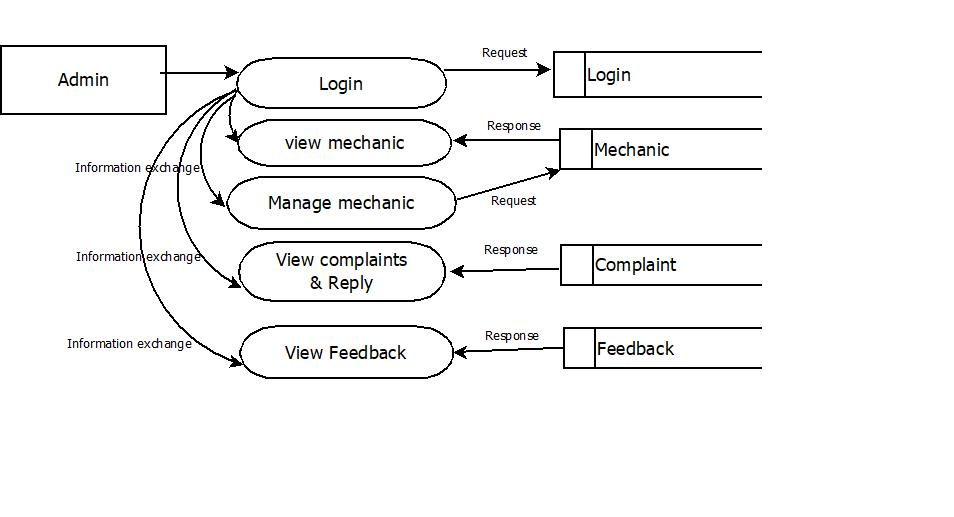 Admin
Login
Request
Login
view mechanic
Response
Mechanic
Information exchange
Manage mechanic
Request
View complaints
& Reply
Response
Complaint
Information exchange
View Feedback
Response
Feedback
Information exchange